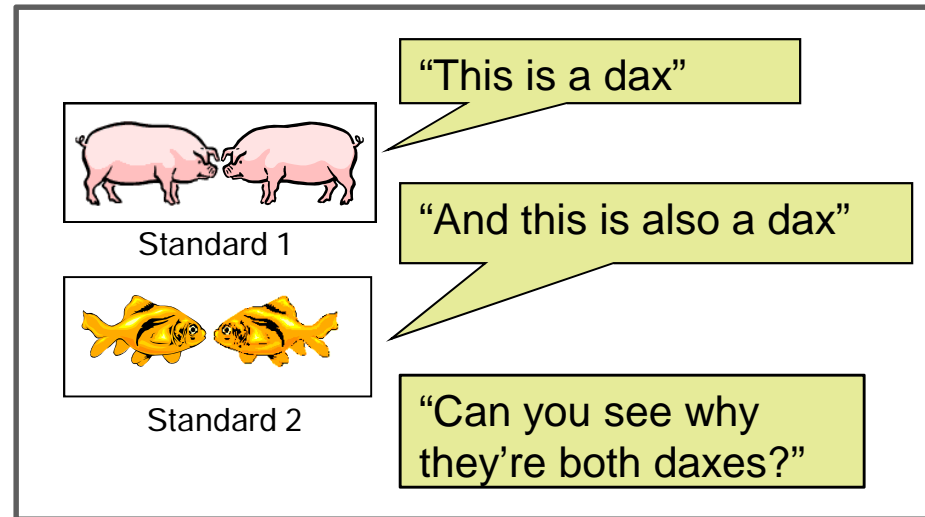 “This is a dax”
Standard 1
“And this is also a dax”
Standard 2
“Can you see why
they’re both daxes?”